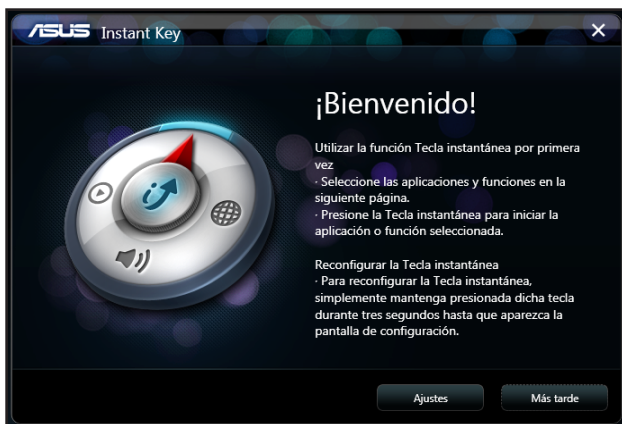 ASUS Instant Key
¡Bienvenido!
Utilizar la función Tecla instantánea por primera
vez
· Seleccione las aplicaciones y funciones en la
siguiente página.
· Presione la Tecla instantánea para iniciar la
aplicación o función seleccionada.
Reconfigurar la Tecla instantánea
· Para reconfigurar la Tecla instantánea,
simplemente mantenga presionada dicha tecla
durante tres segundos hasta que aparezca la
pantalla de configuración.
Ajustes Más tarde